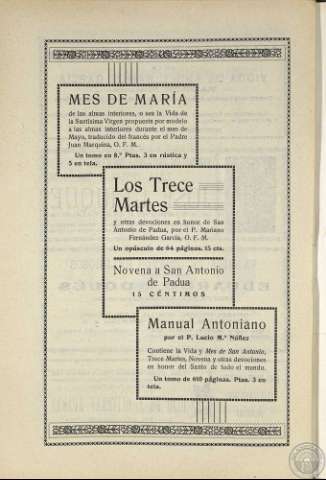 MES DE MARÍA
de las almas interiores, o sea la Vida de
la Santísima Virgen propuesta por modelo
a las almas interiores durante el mes de
Mayo, traducido del francés por el Padre
Juan Marquina, O. F. M.
Un tomo en 8.º Ptas. 3 en rústica y
5 en tela.
Los Trece
Martes
y otras devociones en honor de San
Antonio de Padua, por el P. Mariano
Fernández García, O. F. M.
Un opúsculo de 64 páginas. 15 cts.
Novena a San Antonio
de Padua
15 CÉNTIMOS
Manual Antoniano
por el P. Lucio M.ª Núñez
Contiene la Vida y Mes de San Antonio,
Trece Martes, Novena y otras devociones
en honor del Santo de todo el mundo.
Un tomo de 410 páginas. Ptas. 3 en
tela.